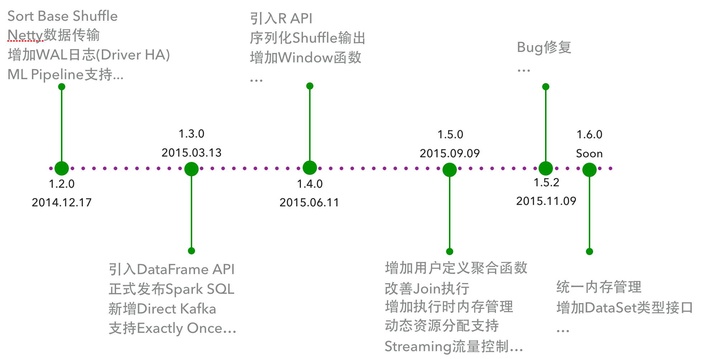 Sort Base Shuffle
Netty数据传输
增加WAL日志(Driver HA)
ML Pipeline支持...
1.2.0
2014.12.17
1.3.0
2015.03.13
引入DataFrame API
正式发布Spark SQL
新增Direct Kafka
支持Exactly Once...
引入R API
序列化Shuffle输出
增加Window函数
...
1.4.0
2015.06.11
1.5.0
2015.09.09
增加用户定义聚合函数
改善Join执行
增加执行时内存管理
动态资源分配支持
Streaming流量控制...
Bug修复
...
1.5.2
2015.11.09
1.6.0
Soon
统一内存管理
增加DataSet类型接口
...